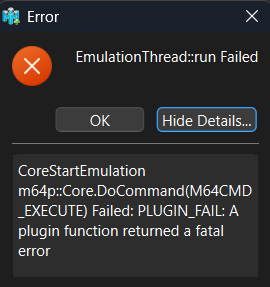 Error
EmulationThread::run Failed
OK
Hide Details...
CoreStartEmulation
m64p::Core.DoCommand(M64CMD
_EXECUTE) Failed: PLUGIN_FAIL: A
plugin function returned a fatal
error